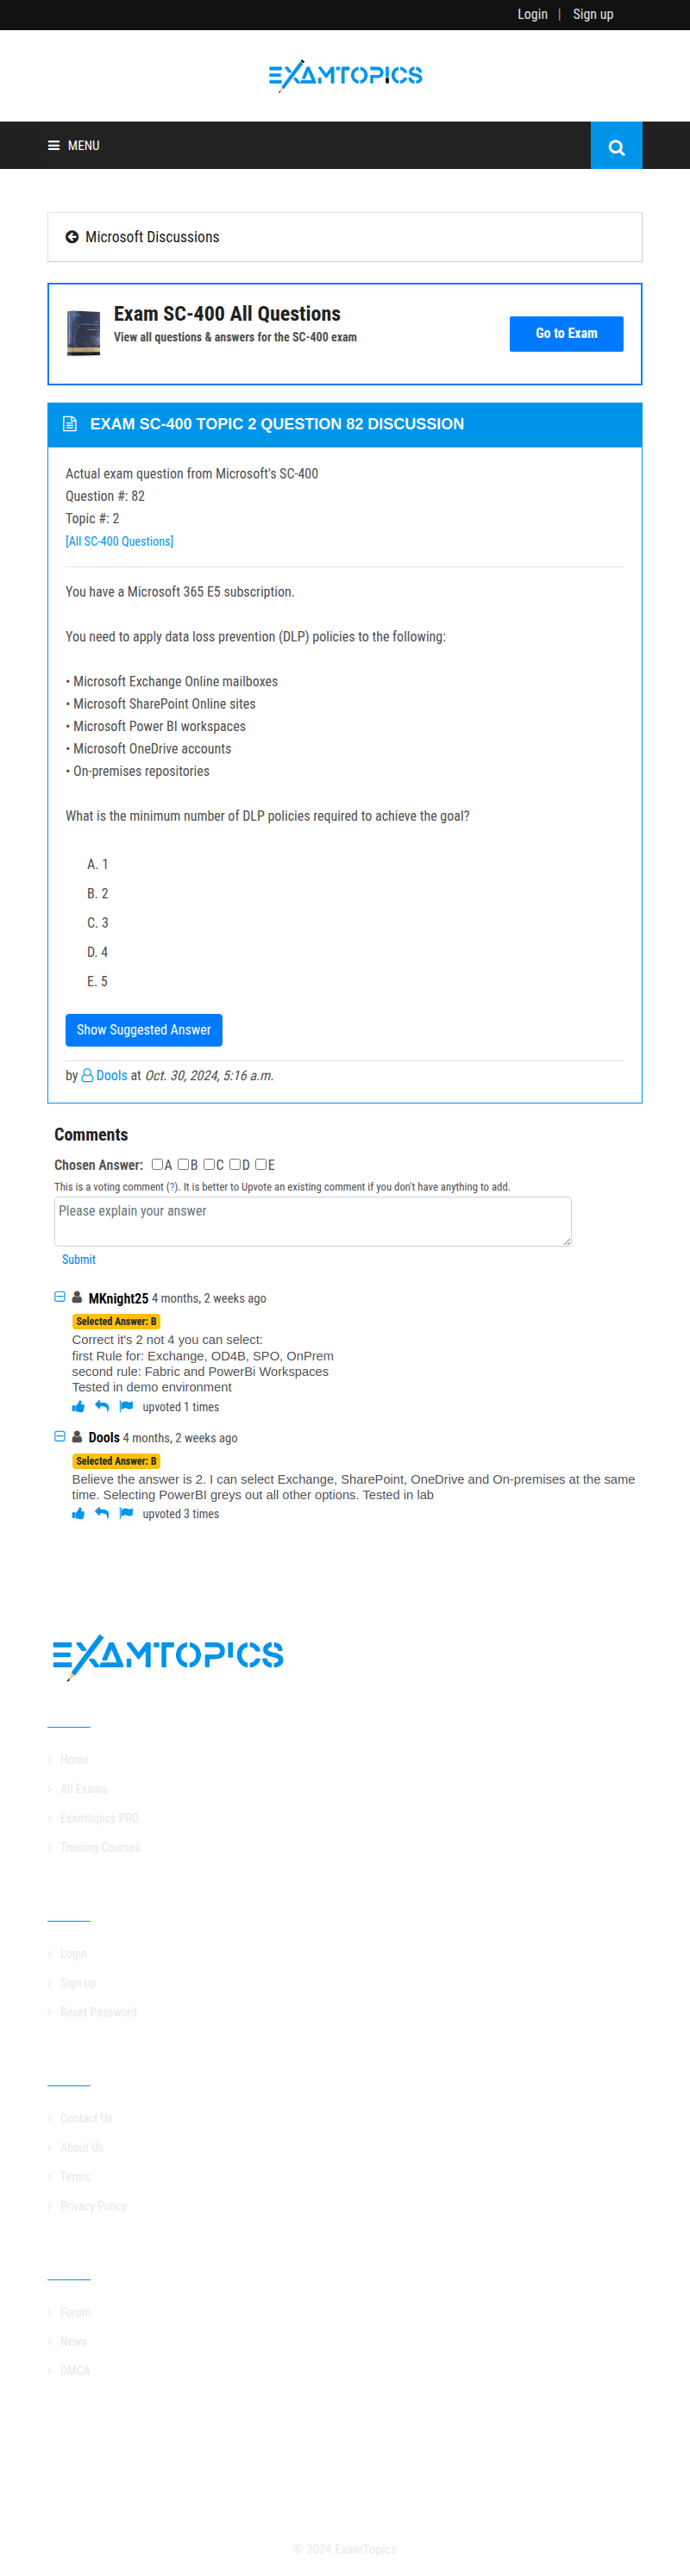 Login | Sign up
EXAMTOPICS
MENU
Microsoft Discussions
Exam SC-400 All Questions
View all questions & answers for the SC-400 exam
Go to Exam
EXAM SC-400 TOPIC 2 QUESTION 82 DISCUSSION
Actual exam question from Microsoft's SC-400
Question #: 82
Topic #: 2
[All SC-400 Questions]
You have a Microsoft 365 E5 subscription.
You need to apply data loss prevention (DLP) policies to the following:
• Microsoft Exchange Online mailboxes
• Microsoft SharePoint Online sites
• Microsoft Power BI workspaces
• Microsoft OneDrive accounts
• On-premises repositories
What is the minimum number of DLP policies required to achieve the goal?
A. 1
B. 2
C. 3
D. 4
E. 5
Show Suggested Answer
by Dools at Oct. 30, 2024, 5:16 a.m.
Comments
Chosen Answer: A B C D E
This is a voting comment (?). It is better to Upvote an existing comment if you don't have anything to add.
Please explain your answer
Submit
MKnight25 4 months, 2 weeks ago
Selected Answer: B
Correct it's 2 not 4 you can select:
first Rule for: Exchange, OD4B, SPO, OnPrem
second rule: Fabric and PowerBi Workspaces
Tested in demo environment
upvoted 1 times
Dools 4 months, 2 weeks ago
Selected Answer: B
Believe the answer is 2. I can select Exchange, SharePoint, OneDrive and On-premises at the same
time. Selecting PowerBI greys out all other options. Tested in lab
upvoted 3 times
EXAMTOPICS
Home
All Exams
Examtopics PRO
Training Courses
Login
Sign up
Reset Password
Contact Us
About Us
Terms
Privacy Policy
Forum
News
DMCA
© 2024 ExamTopics